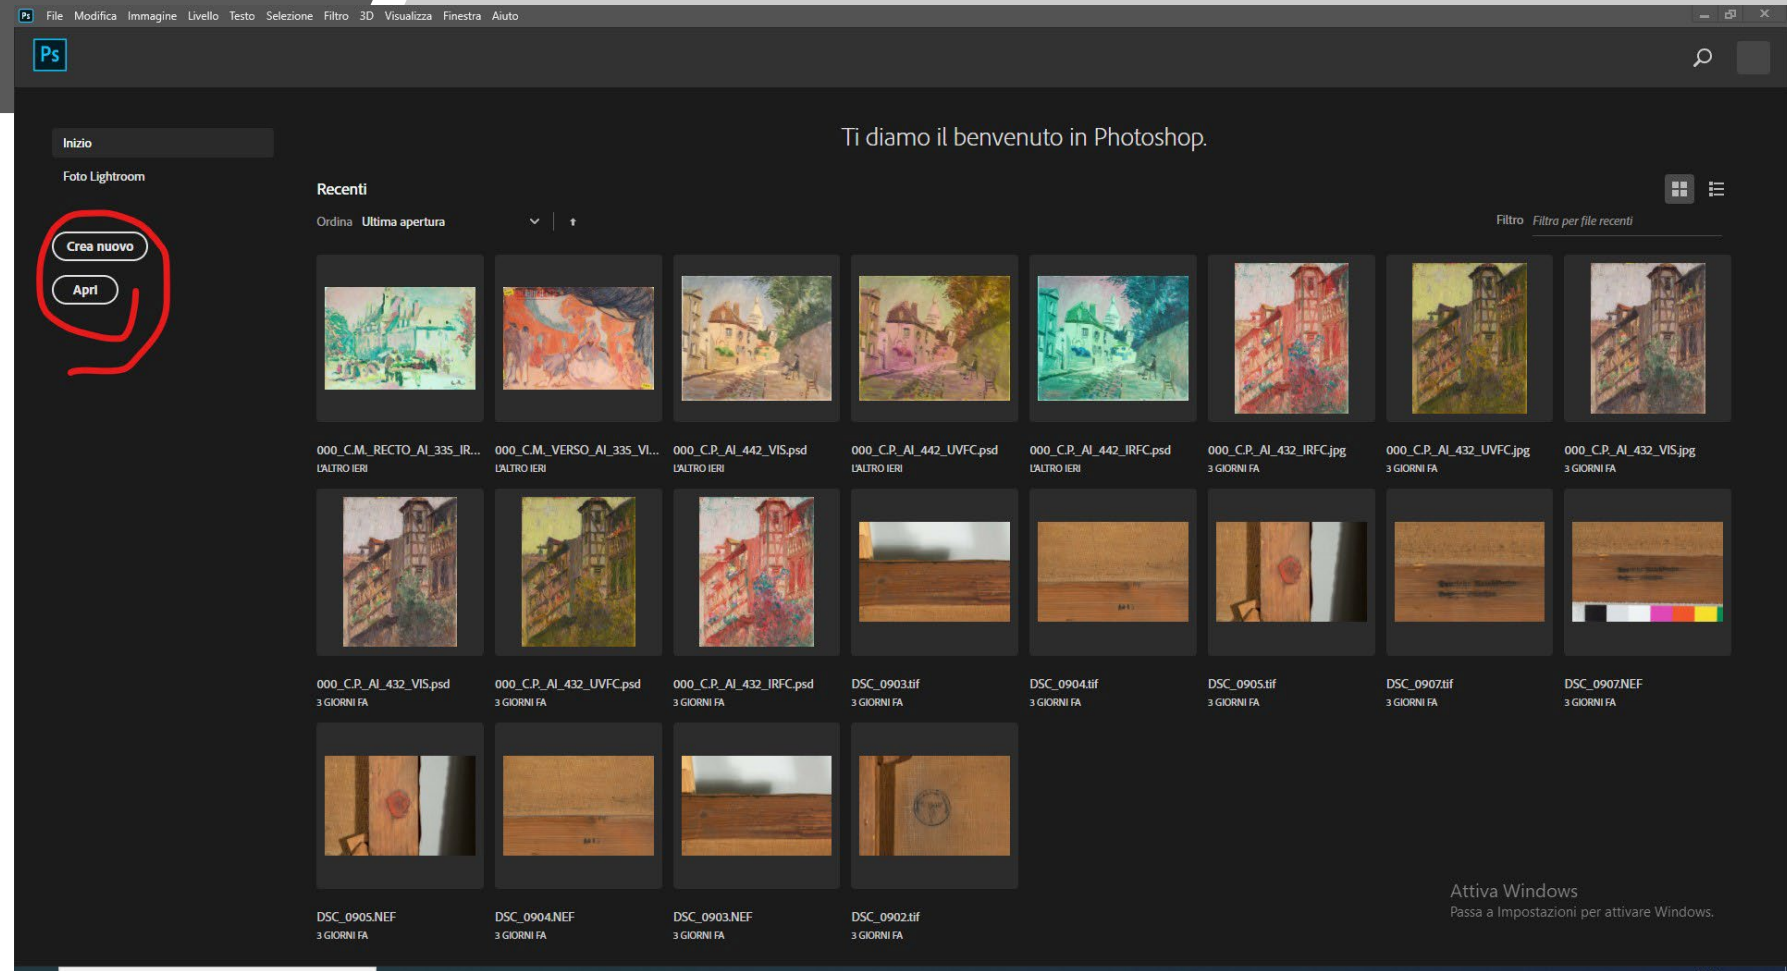 Ps File Modifica Immagine Livello Testo Selezione Filtro 3D Visualizza Finestra Aiuto
Ps
Inizio
Foto Lightroom
Crea nuovo
Apri
Ti diamo il benvenuto in Photoshop.
Recenti
Ordina Ultima apertura
Filtro Filtra per file recenti
000_C.M._RECTO_AI_335_IR... 000_C.M._VERSO_AI_335_VI... 000_C.P._AI_442_VIS.psd 000_C.P._AI_442_UVFC.psd 000_C.P._AI_442_IRFC.psd 000_C.P._AI_432_IRFC.jpg 000_C.P._AI_432_UVFC.jpg 000_C.P._AI_432_VIS.jpg
L'ALTRO IERI L'ALTRO IERI L'ALTRO IERI L'ALTRO IERI L'ALTRO IERI 3 GIORNI FA 3 GIORNI FA 3 GIORNI FA
000_C.P._AI_432_VIS.psd 000_C.P._AI_432_UVFC.psd 000_C.P._AI_432_IRFC.psd DSC_0903.tif DSC_0904.tif DSC_0905.tif DSC_0907.tif DSC_0907.NEF
3 GIORNI FA 3 GIORNI FA 3 GIORNI FA 3 GIORNI FA 3 GIORNI FA 3 GIORNI FA 3 GIORNI FA 3 GIORNI FA
DSC_0905.NEF DSC_0904.NEF DSC_0903.NEF DSC_0902.tif
3 GIORNI FA 3 GIORNI FA 3 GIORNI FA 3 GIORNI FA
Attiva Windows
Passa a Impostazioni per attivare Windows.